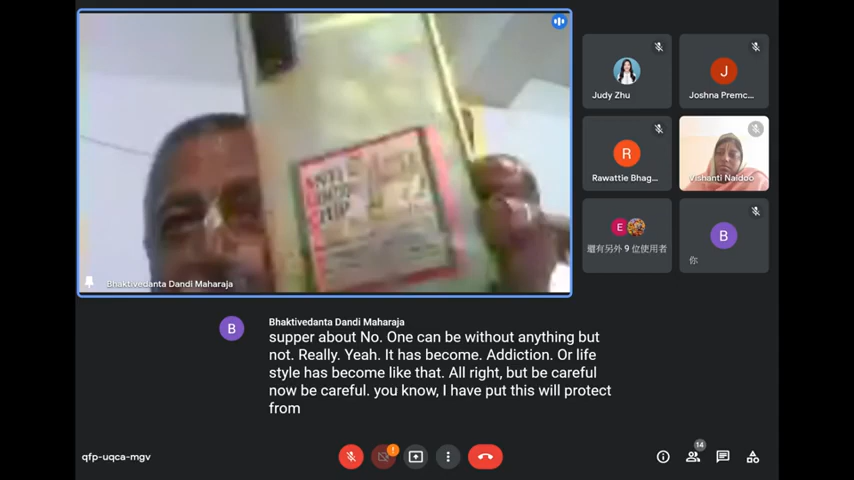 Judy Zhu
Joshna Premc...
Rawattie Bhag...
Vishanti Naidoo
還有另外 9 位使用者
你
Bhaktivedanta Dandi Maharaja
ANTI
CHIP
Bhaktivedanta Dandi Maharaja
supper about No. One can be without anything but
not. Really. Yeah. It has become. Addiction. Or life
style has become like that. All right, but be careful
now be careful. you know, I have put this will protect
from
qfp-uqca-mgv
14
J
R
E
B
B